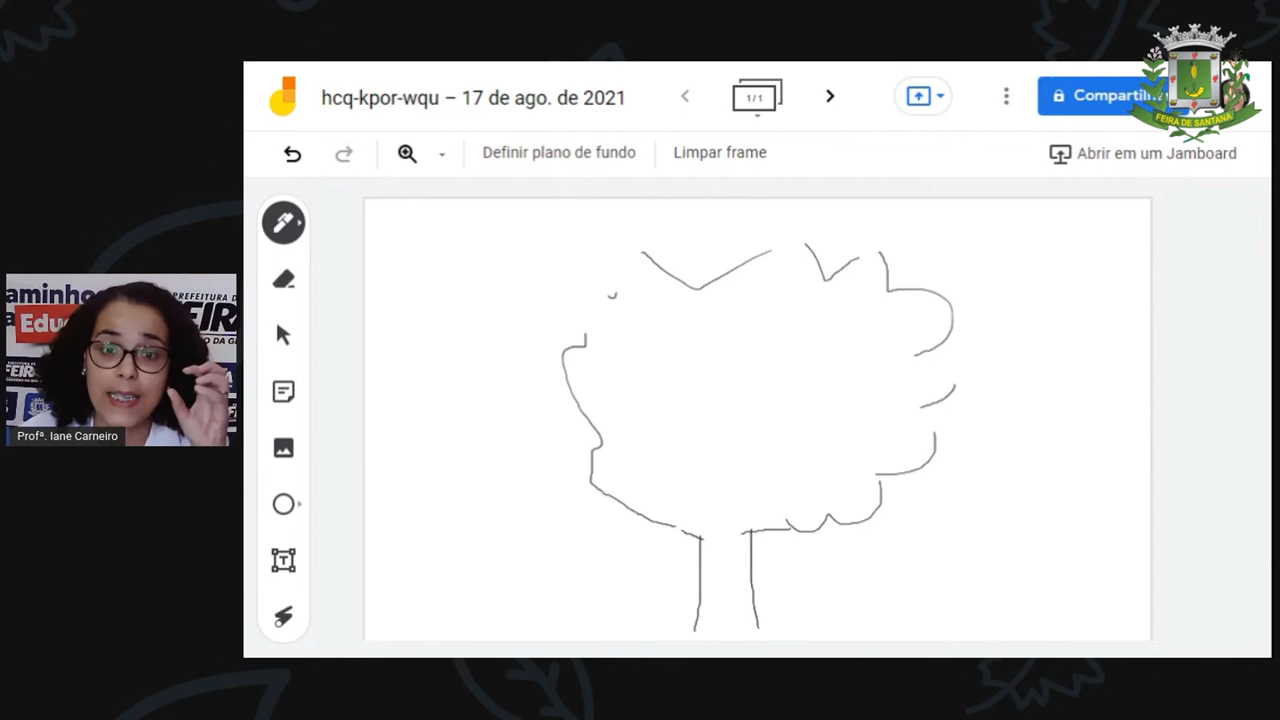 hcq-kpor-wqu – 17 de ago. de 2021
1/1
Compartilh
FEIRA DE SANTANA
Definir plano de fundo
Limpar frame
Abrir em um Jamboard
aminho
PREFEITURA D
Edu
EIRA
Profª. Iane Carneiro
T